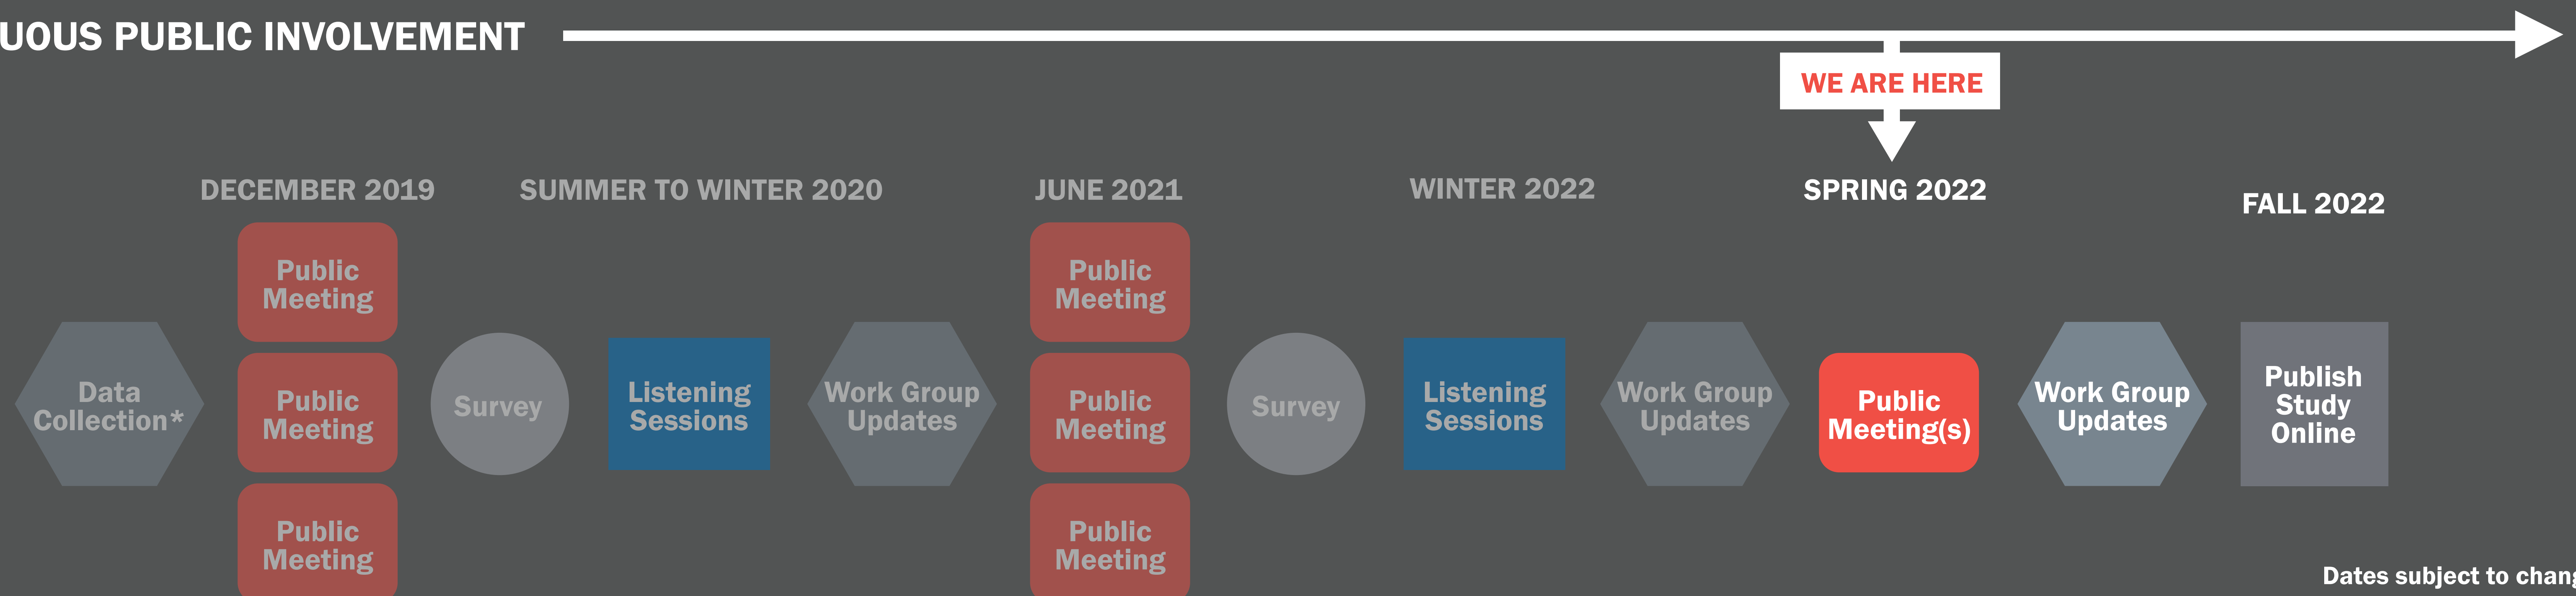 UOUS PUBLIC INVOLVEMENT
WE ARE HERE
DECEMBER 2019
SUMMER TO WINTER 2020
JUNE 2021
WINTER 2022
SPRING 2022
FALL 2022
Data
Collection*
Public
Meeting
Public
Meeting
Public
Meeting
Survey
Listening
Sessions
Work Group
Updates
Public
Meeting
Public
Meeting
Public
Meeting
Survey
Listening
Sessions
Work Group
Updates
Public
Meeting(s)
Work Group
Updates
Publish
Study
Online
Dates subject to chang